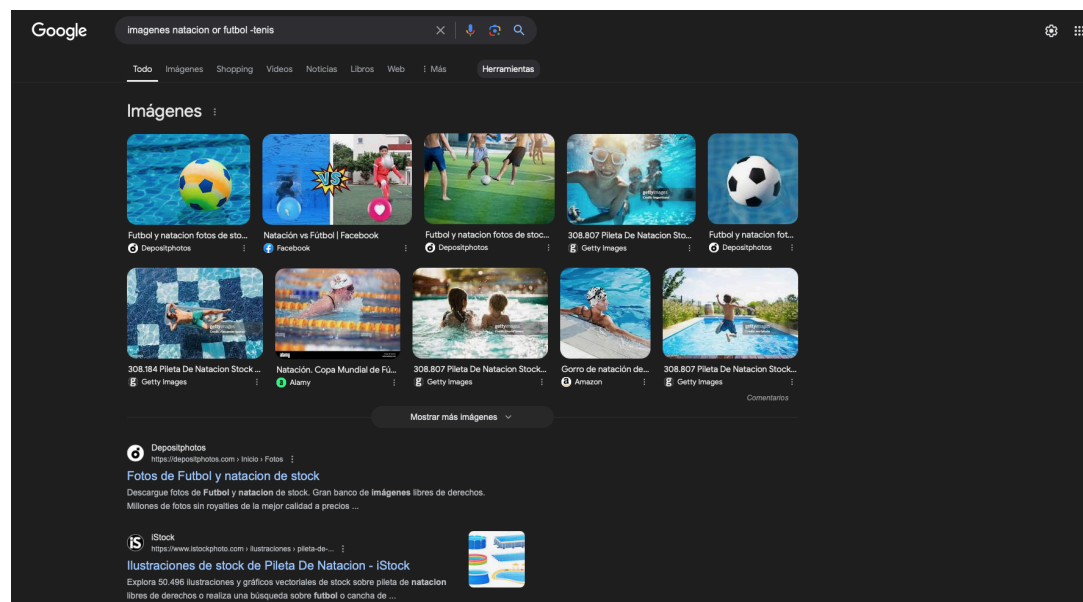 Google
imagenes natacion or futbol -tenis
Todo Imágenes Shopping Videos Noticias Libros Web Más Herramientas
Imágenes
VS
gettyimages
Futbol y natacion fotos de sto...
Depositphotos
Natación vs Fútbol | Facebook
Facebook
Futbol y natacion fotos de stoc...
Depositphotos
308.807 Pileta De Natacion Sto...
Getty Images
Futbol y natacion fot...
Depositphotos
gettyimages
alamy
gettyimages
gettyimages
308.184 Pileta De Natacion Stock ...
Getty Images
Natación. Copa Mundial de Fú...
Alamy
308.807 Pileta De Natacion Stock...
Getty Images
Gorro de natación de...
Amazon
308.807 Pileta De Natacion Stock...
Getty Images
Comentarios
Mostrar más imágenes
Depositphotos
https://depositphotos.com › Inicio › Fotos
Fotos de Futbol y natacion de stock
Descargue fotos de Futbol y natacion de stock. Gran banco de imágenes libres de derechos.
Millones de fotos sin royalties de la mejor calidad a precios ...
iS
iStock
https://www.istockphoto.com › ilustraciones › pileta-de-...
Ilustraciones de stock de Pileta De Natacion - iStock
Explora 50.496 ilustraciones y gráficos vectoriales de stock sobre pileta de natacion
libres de derechos o realiza una búsqueda sobre futbol o cancha de ...